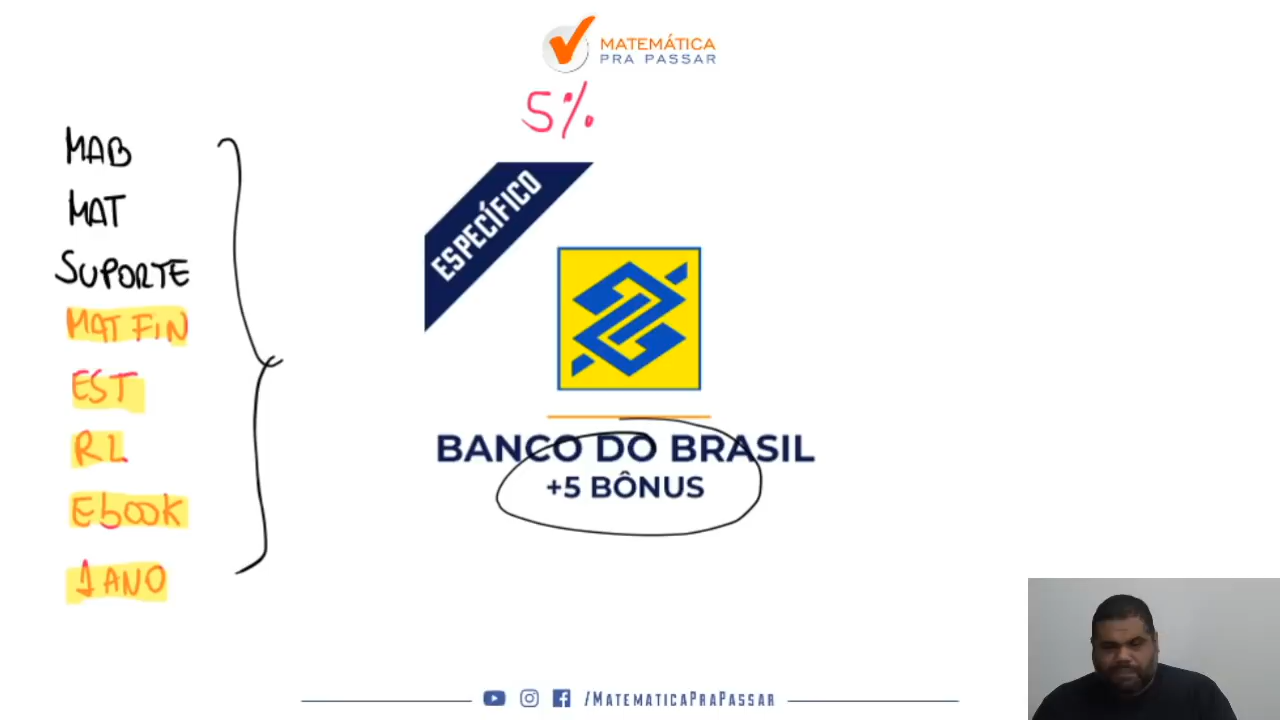 MATEMÁTICA
PRA PASSAR
5%
MAB
MAT
SUPORTE
MAT FIN
EST
RL
Ebook
1 ANO
ESPECÍFICO
BANCO DO BRASIL
+5 BÔNUS
/MATEMATICAPRAPASSAR